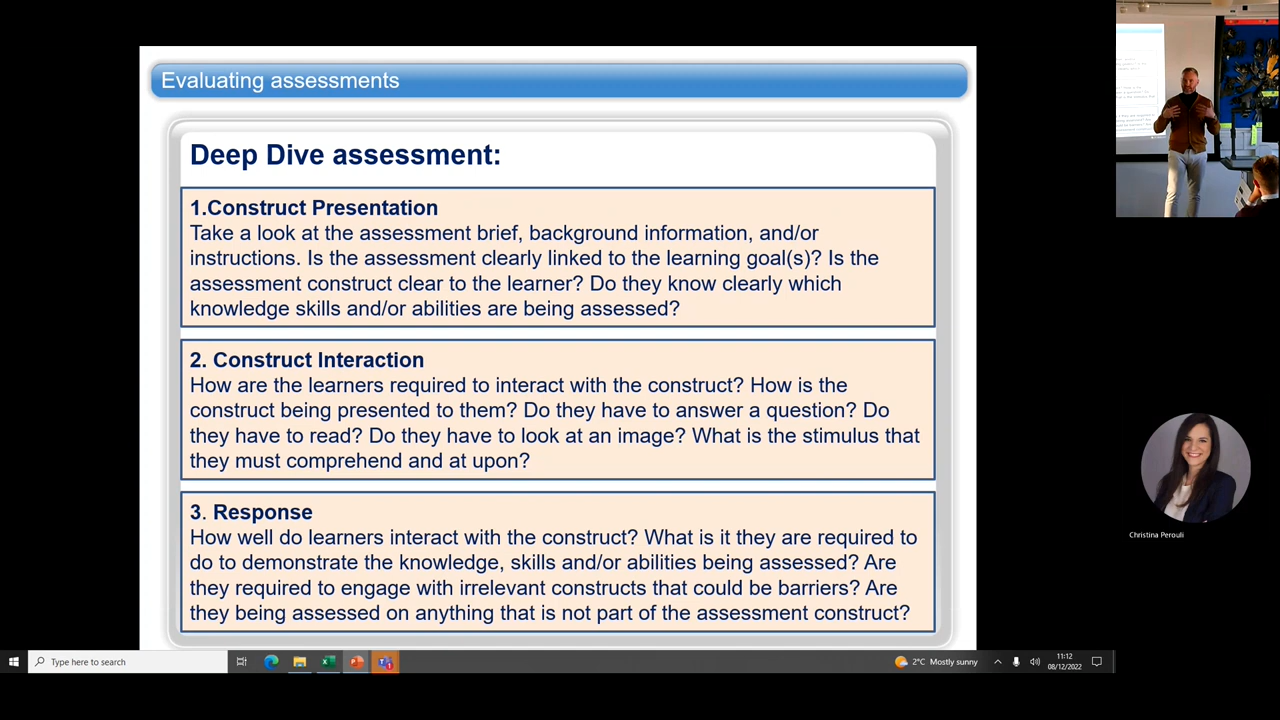 Evaluating assessments
Deep Dive assessment:
1.Construct Presentation
Take a look at the assessment brief, background information, and/or
instructions. Is the assessment clearly linked to the learning goal(s)? Is the
assessment construct clear to the learner? Do they know clearly which
knowledge skills and/or abilities are being assessed?
2. Construct Interaction
How are the learners required to interact with the construct? How is the
construct being presented to them? Do they have to answer a question? Do
they have to read? Do they have to look at an image? What is the stimulus that
they must comprehend and at upon?
3. Response
How well do learners interact with the construct? What is it they are required to
do to demonstrate the knowledge, skills and/or abilities being assessed? Are
they required to engage with irrelevant constructs that could be barriers? Are
they being assessed on anything that is not part of the assessment construct?
Christina Perouli
Type here to search
2°C Mostly sunny
11:12
08/12/2022